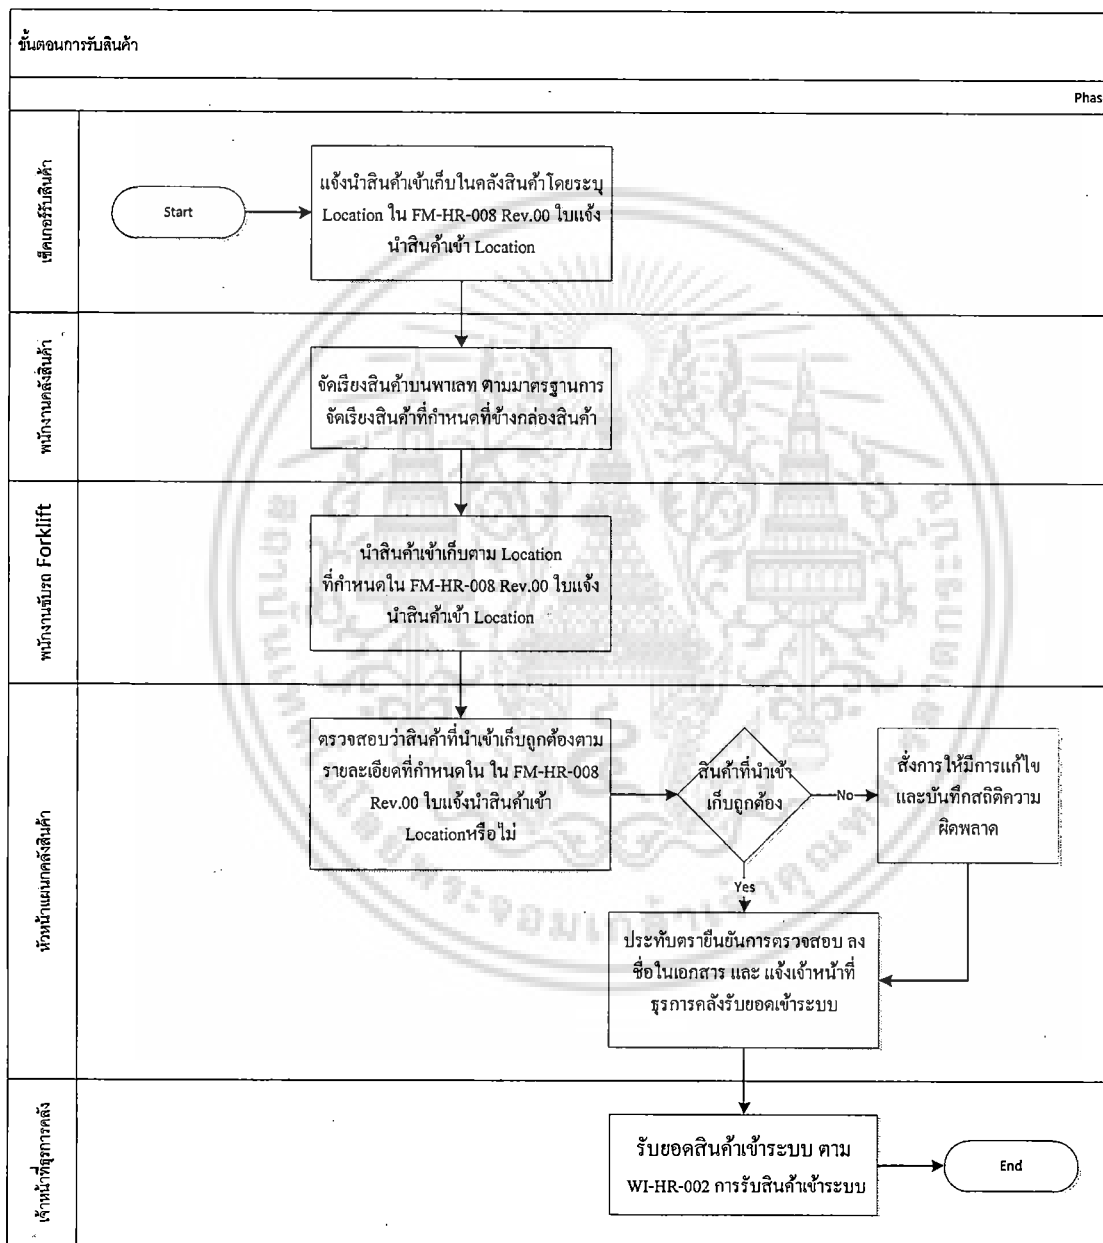 ขั้นตอนการรับสินค้า
Phas
เช็คเกอร์รับสินค้า
Start
แจ้งนำสินค้าเข้าเก็บในคลังสินค้าโดยระบุ
Location ใน FM-HR-008 Rev.00 ใบแจ้ง
นำสินค้าเข้า Location
พนักงานคลังสินค้า
จัดเรียงสินค้าบนพาเลท ตามมาตรฐานการ
จัดเรียงสินค้าที่กำหนดที่ข้างกล่องสินค้า
พนักงานขับรถ Forklift
นำสินค้าเข้าเก็บตาม Location
ที่กำหนดใน FM-HR-008 Rev.00 ใบแจ้ง
นำสินค้าเข้า Location
หัวหน้าแผนกคลังสินค้า
ตรวจสอบว่าสินค้าที่นำเข้าเก็บถูกต้องตาม
รายละเอียดที่กำหนดใน ใน FM-HR-008
Rev.00 ใบแจ้งนำสินค้าเข้า
Locationหรือไม่
สินค้าที่นำเข้า
เก็บถูกต้อง
No
สั่งการให้มีการแก้ไข
และบันทึกสถิติความ
ผิดพลาด
Yes
ประทับตรายืนยันการตรวจสอบ ลง
ชื่อในเอกสาร และ แจ้งเจ้าหน้าที่
ธุรการคลังรับยอดเข้าระบบ
เจ้าหน้าที่ธุรการคลัง
รับยอดสินค้าเข้าระบบ ตาม
WI-HR-002 การรับสินค้าเข้าระบบ
End